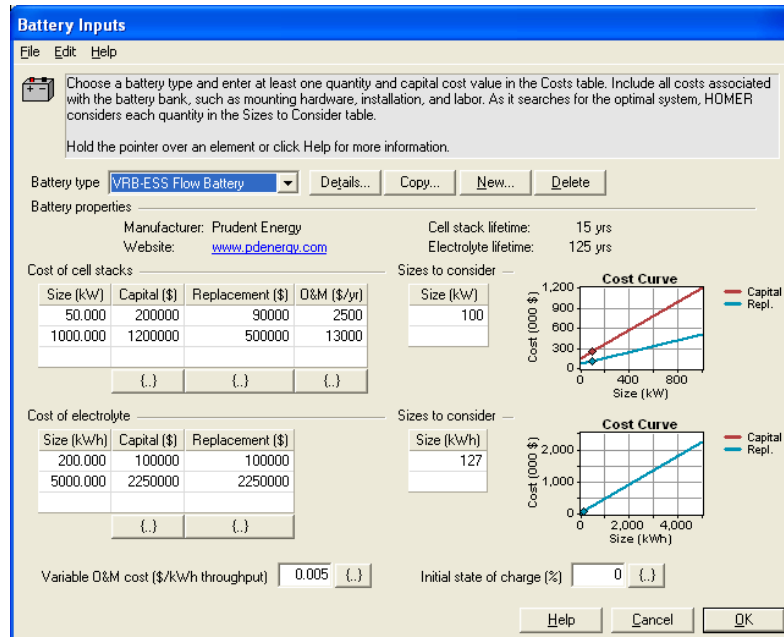 Battery Inputs
File Edit Help
Choose a battery type and enter at least one quantity and capital cost value in the Costs table. Include all costs associated
with the battery bank, such as mounting hardware, installation, and labor. As it searches for the optimal system, HOMER
considers each quantity in the Sizes to Consider table.
Hold the pointer over an element or click Help for more information.
Battery type VRB-ESS Flow Battery Details... Copy... New... Delete
Battery properties
Manufacturer: Prudent Energy Cell stack lifetime: 15 yrs
Website: www.pdenergy.com Electrolyte lifetime: 125 yrs
Cost of cell stacks
Size (kW) Capital ($) Replacement ($) O&M ($/yr)
50.000 200000 90000 2500
1000.000 1200000 500000 13000
{..} {..} {..}
Sizes to consider
Size (kW)
100
Cost Curve
Cost (000 $)
1,200
900
600
300
0
0 400 800
Size (kW)
Capital
Repl.
Cost of electrolyte
Size (kWh) Capital ($) Replacement ($)
200.000 100000 100000
5000.000 2250000 2250000
{..} {..}
Sizes to consider
Size (kWh)
127
Cost Curve
Cost (000 $)
2,000
1,000
0
0 2,000 4,000
Size (kWh)
Capital
Repl.
Variable O&M cost ($/kWh throughput) 0.005 {..} Initial state of charge (%) 0 {..}
Help Cancel OK